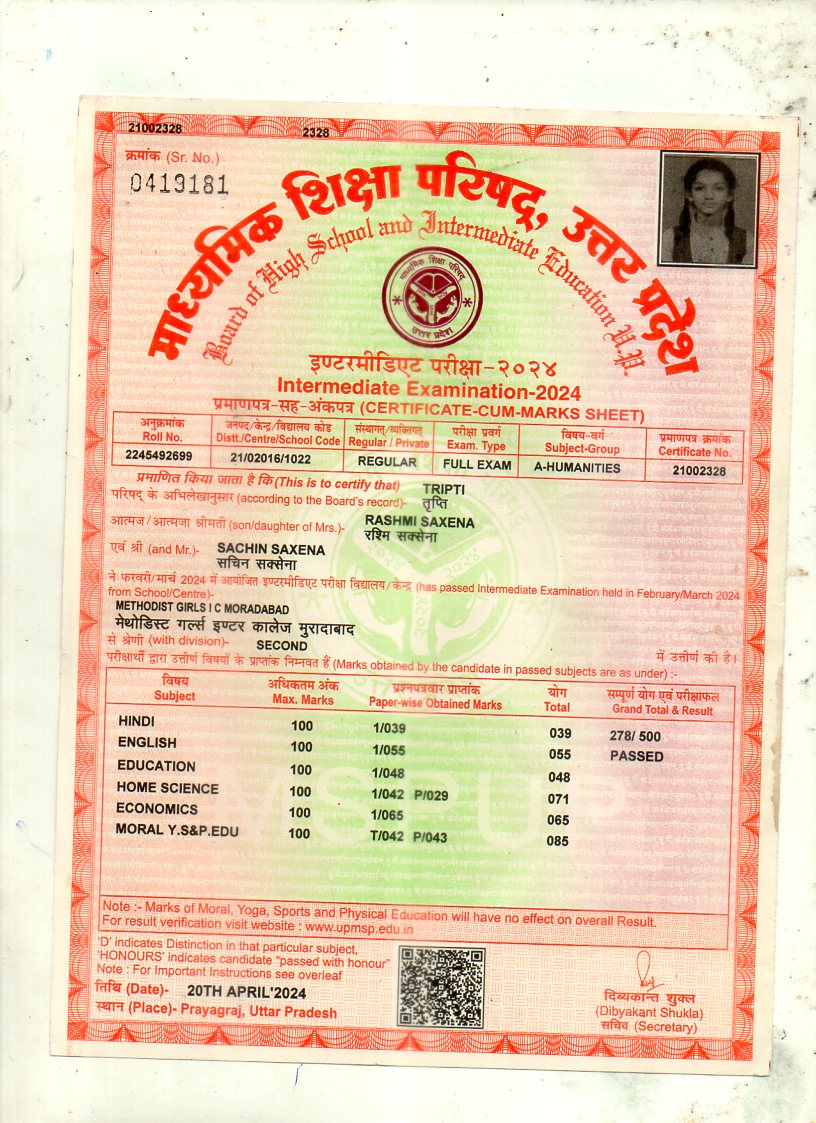 21002328 2328
क्रमांक (Sr. No.)
0419181
माध्यमिक शिक्षा परिषद्, उत्तर प्रदेश
Board of High School and Intermediate Education U.P.
माध्यमिक शिक्षा परिषद
उत्तर प्रदेश
इण्टरमीडिएट परीक्षा-२०२४
Intermediate Examination-2024
प्रमाणपत्र-सह-अंकपत्र (CERTIFICATE-CUM-MARKS SHEET)
अनुक्रमांक जनपद/केन्द्र/विद्यालय कोड संस्थागत/व्यक्तिगत परीक्षा प्रवर्ग विषय-वर्ग प्रमाणपत्र क्रमांक
Roll No. Distt./Centre/School Code Regular / Private Exam. Type Subject-Group Certificate No.
2245492699 21/02016/1022 REGULAR FULL EXAM A-HUMANITIES 21002328
प्रमाणित किया जाता है कि (This is to certify that) TRIPTI
परिषद् के अभिलेखानुसार (according to the Board's record)- तृप्ति
आत्मज/आत्मजा श्रीमती (son/daughter of Mrs.)- RASHMI SAXENA
रश्मि सक्सेना
एवं श्री (and Mr.)- SACHIN SAXENA
सचिन सक्सेना
ने फरवरी/मार्च 2024 में आयोजित इण्टरमीडिएट परीक्षा विद्यालय/केन्द्र (has passed Intermediate Examination held in February/March 2024
from School/Centre)-
METHODIST GIRLS I C MORADABAD
मेथोडिस्ट गर्ल्स इण्टर कालेज मुरादाबाद
से श्रेणी (with division)- SECOND में उत्तीर्ण की है।
परीक्षार्थी द्वारा उत्तीर्ण विषयों के प्राप्तांक निम्नवत हैं (Marks obtained by the candidate in passed subjects are as under) :-
विषय अधिकतम अंक प्रश्नपत्रवार प्राप्तांक योग सम्पूर्ण योग एवं परीक्षाफल
Subject Max. Marks Paper-wise Obtained Marks Total Grand Total & Result
HINDI 100 1/039 039 278/ 500
ENGLISH 100 1/055 055 PASSED
EDUCATION 100 1/048 048
HOME SCIENCE 100 1/042 P/029 071
ECONOMICS 100 1/065 065
MORAL Y.S&P.EDU 100 T/042 P/043 085
MSPUP
Note :- Marks of Moral, Yoga, Sports and Physical Education will have no effect on overall Result.
For result verification visit website : www.upmsp.edu.in
'D' indicates Distinction in that particular subject,
'HONOURS' indicates candidate "passed with honour"
Note : For Important Instructions see overleaf
तिथि (Date)- 20TH APRIL'2024
स्थान (Place)- Prayagraj, Uttar Pradesh
दिब्यकान्त शुक्ल
(Dibyakant Shukla)
सचिव (Secretary)